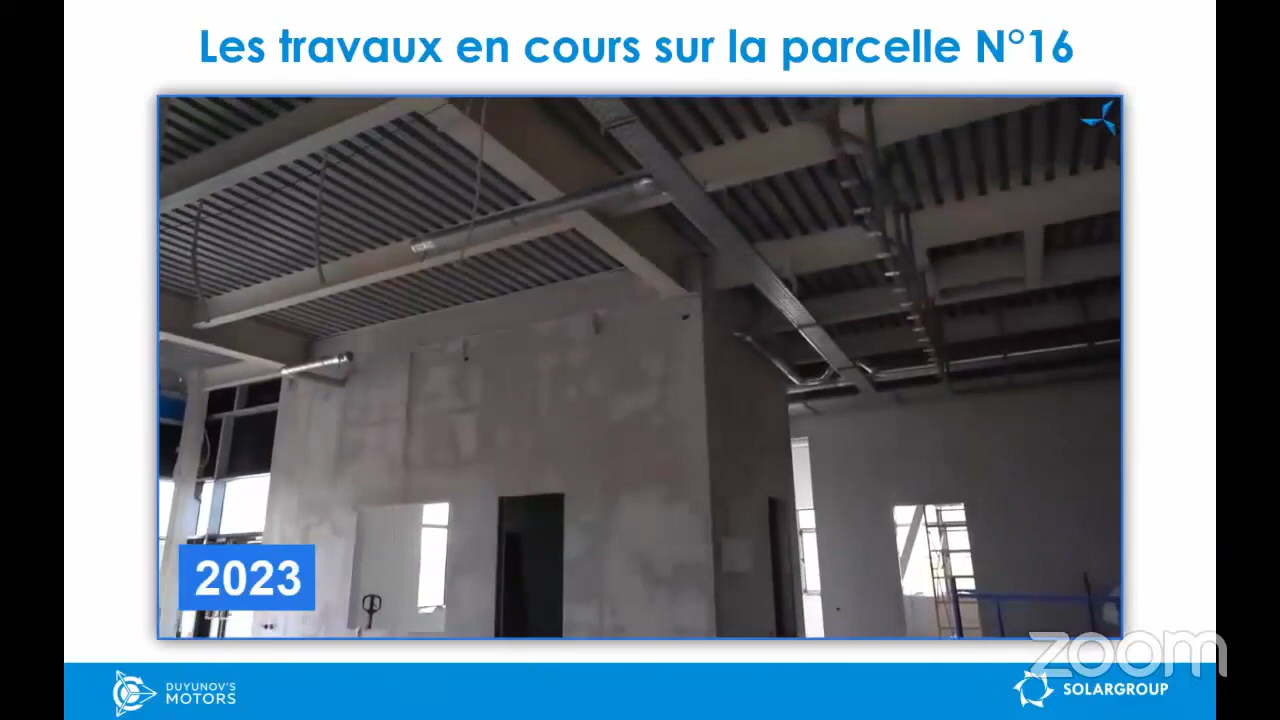 Les travaux en cours sur la parcelle N°16
2023
zoom
DUYUNOV'S
MOTORS
SOLARGROUP